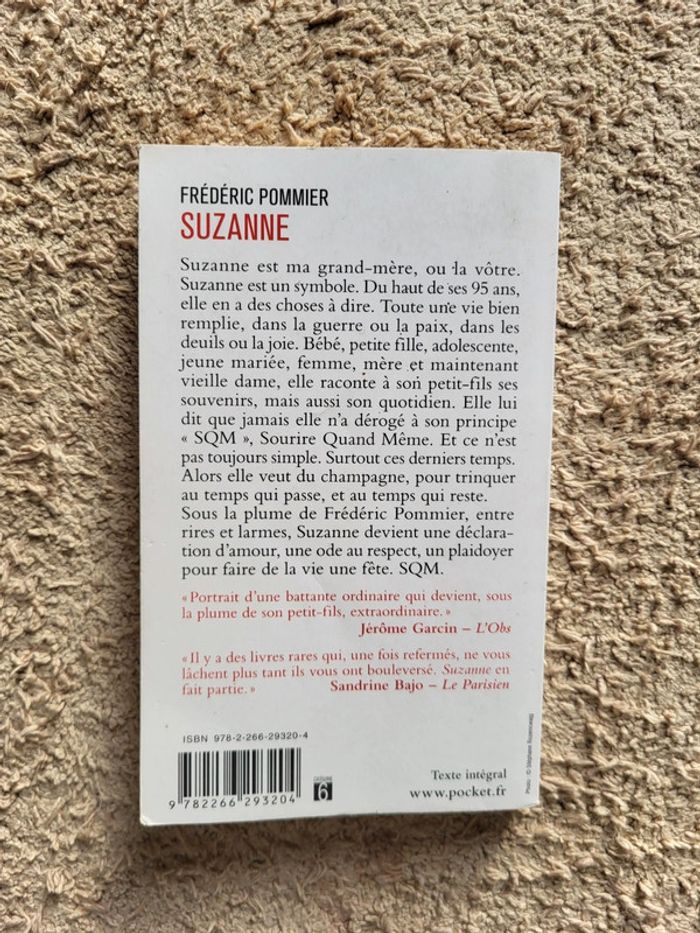 FRÉDÉRIC POMMIER
SUZANNE
Suzanne est ma grand-mère, ou la vôtre.
Suzanne est un symbole. Du haut de ses 95 ans,
elle en a des choses à dire. Toute une vie bien
remplie, dans la guerre ou la paix, dans les
deuils ou la joie. Bébé, petite fille, adolescente,
jeune mariée, femme, mère et maintenant
vieille dame, elle raconte à son petit-fils ses
souvenirs, mais aussi son quotidien. Elle lui
dit que jamais elle n'a dérogé à son principe
« SQM », Sourire Quand Même. Et ce n'est
pas toujours simple. Surtout ces derniers temps.
Alors elle veut du champagne, pour trinquer
au temps qui passe, et au temps qui reste.
Sous la plume de Frédéric Pommier, entre
rires et larmes, Suzanne devient une déclara-
tion d'amour, une ode au respect, un plaidoyer
pour faire de la vie une fête. SQM.
« Portrait d'une battante ordinaire qui devient, sous
la plume de son petit-fils, extraordinaire. »
Jérôme Garcin – L'Obs
« Il y a des livres rares qui, une fois refermés, ne vous
lâchent plus tant ils vous ont bouleversé. Suzanne en
fait partie. » Sandrine Bajo – Le Parisien
ISBN 978-2-266-29320-4
9 782266 293204
CATÉGORIE
6
Texte intégral
www.pocket.fr
Photo : © Stéphane